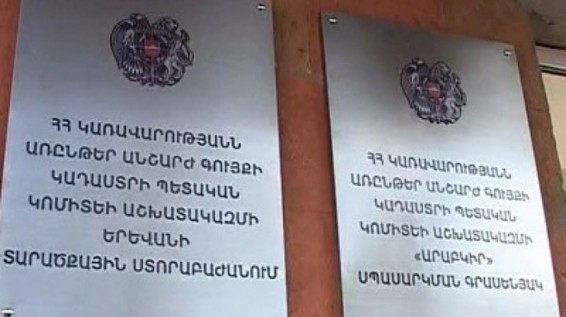 ՀՀ ԿԱՌԱՎԱՐՈՒԹՅԱՆՆ
ԱՌԸՆԹԵՐ ԱՆՇԱՐԺ ԳՈՒՅՔԻ
ԿԱԴԱՍՏՐԻ ՊԵՏԱԿԱՆ
ԿՈՄԻՏԵԻ ԱՇԽԱՏԱԿԱԶՄԻ
ԵՐԵՎԱՆԻ
ՏԱՐԱԾՔԱՅԻՆ ՍՏՈՐԱԲԱԺԱՆՈՒՄ
ՀՀ ԿԱՌԱՎԱՐՈՒԹՅԱՆՆ
ԱՌԸՆԹԵՐ ԱՆՇԱՐԺ ԳՈՒՅՔԻ
ԿԱԴԱՍՏՐԻ ՊԵՏԱԿԱՆ
ԿՈՄԻՏԵԻ ԱՇԽԱՏԱԿԱԶՄԻ
«ԱՐԱԲԿԻՐ»
ՍՊԱՍԱՐԿՄԱՆ ԳՐԱՍԵՆՅԱԿ